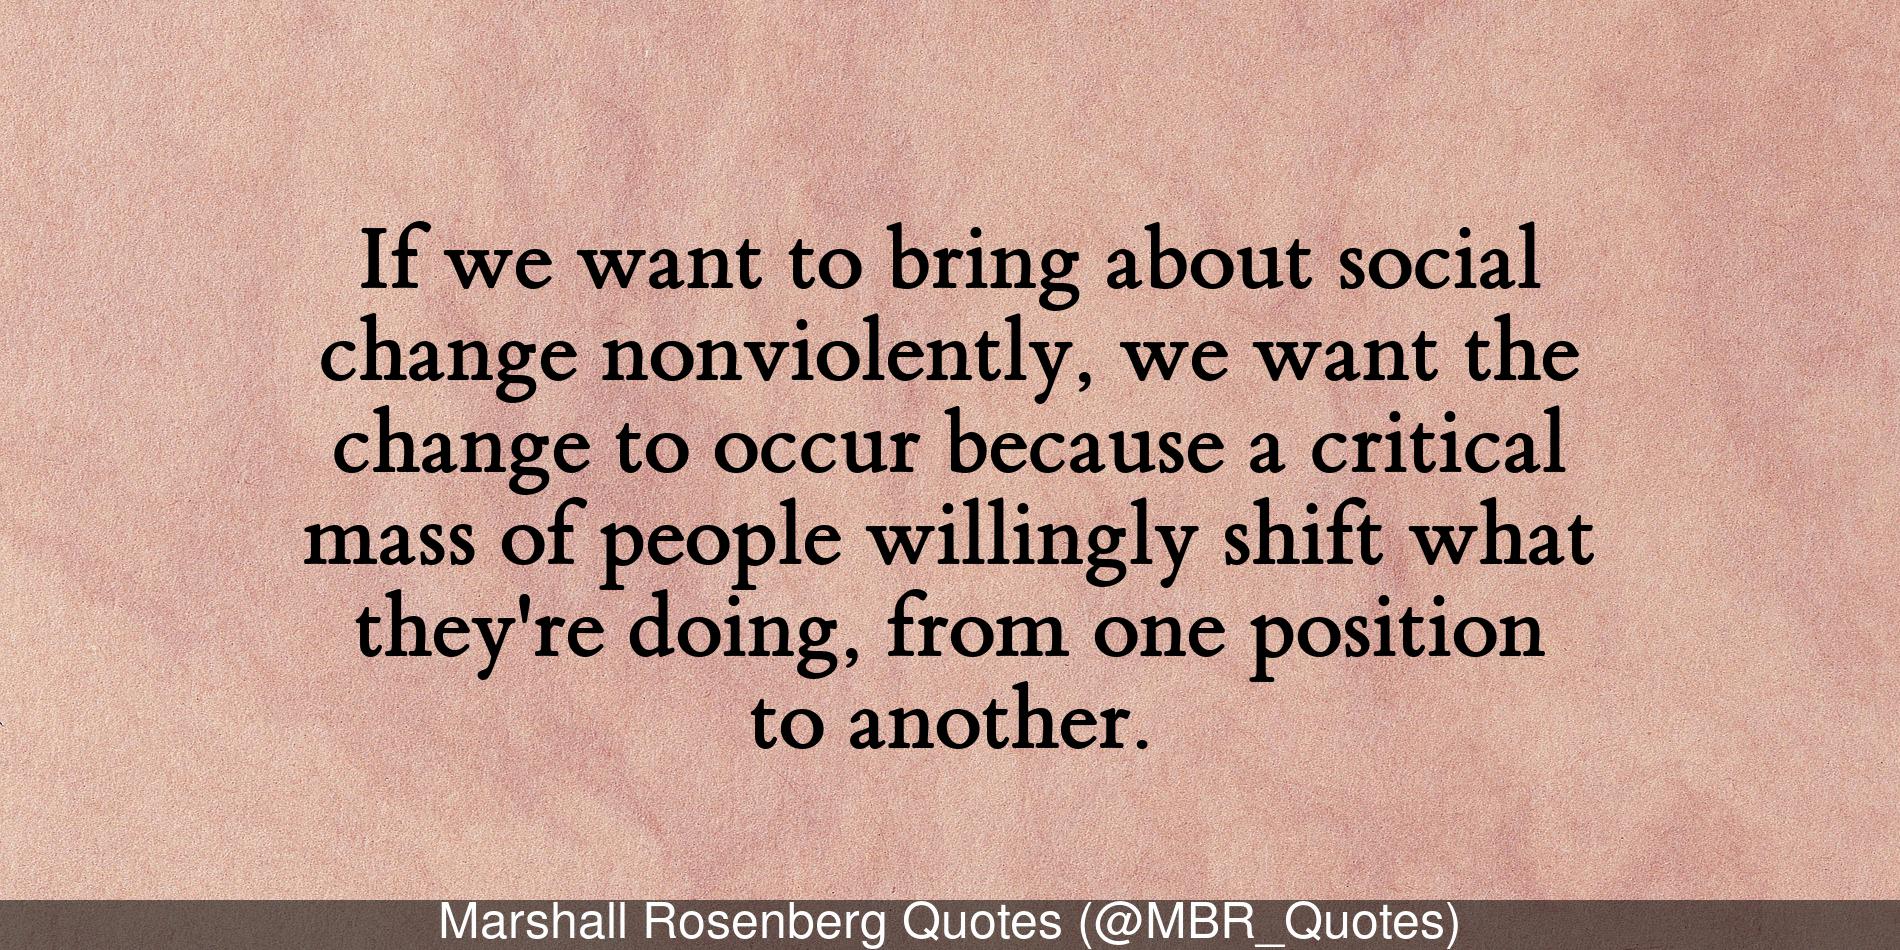 If we want to bring about social
change nonviolently, we want the
change to occur because a critical
mass of people willingly shift what
they're doing, from one position
to another.
Marshall Rosenberg Quotes (@MBR_Quotes)